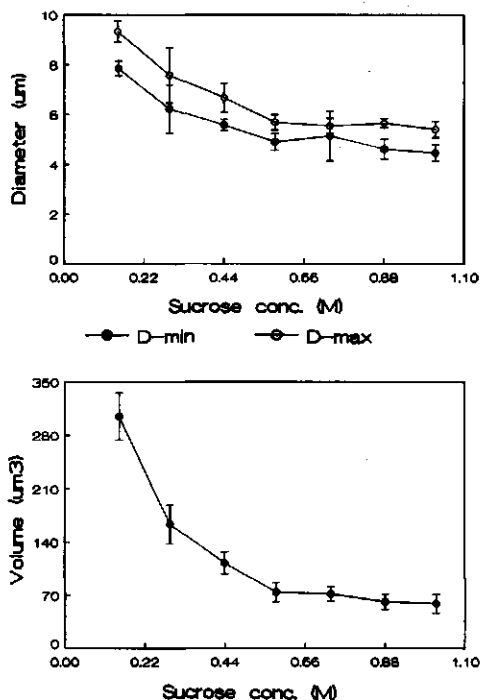 10
8
6
4
2
0
Diameter (um)
0.00 0.22 0.44 0.66 0.88 1.10
Sucrose conc. (M)
D-min D-max
350
280
210
140
70
0
Volume (um3)
0.00 0.22 0.44 0.66 0.88 1.10
Sucrose conc. (M)